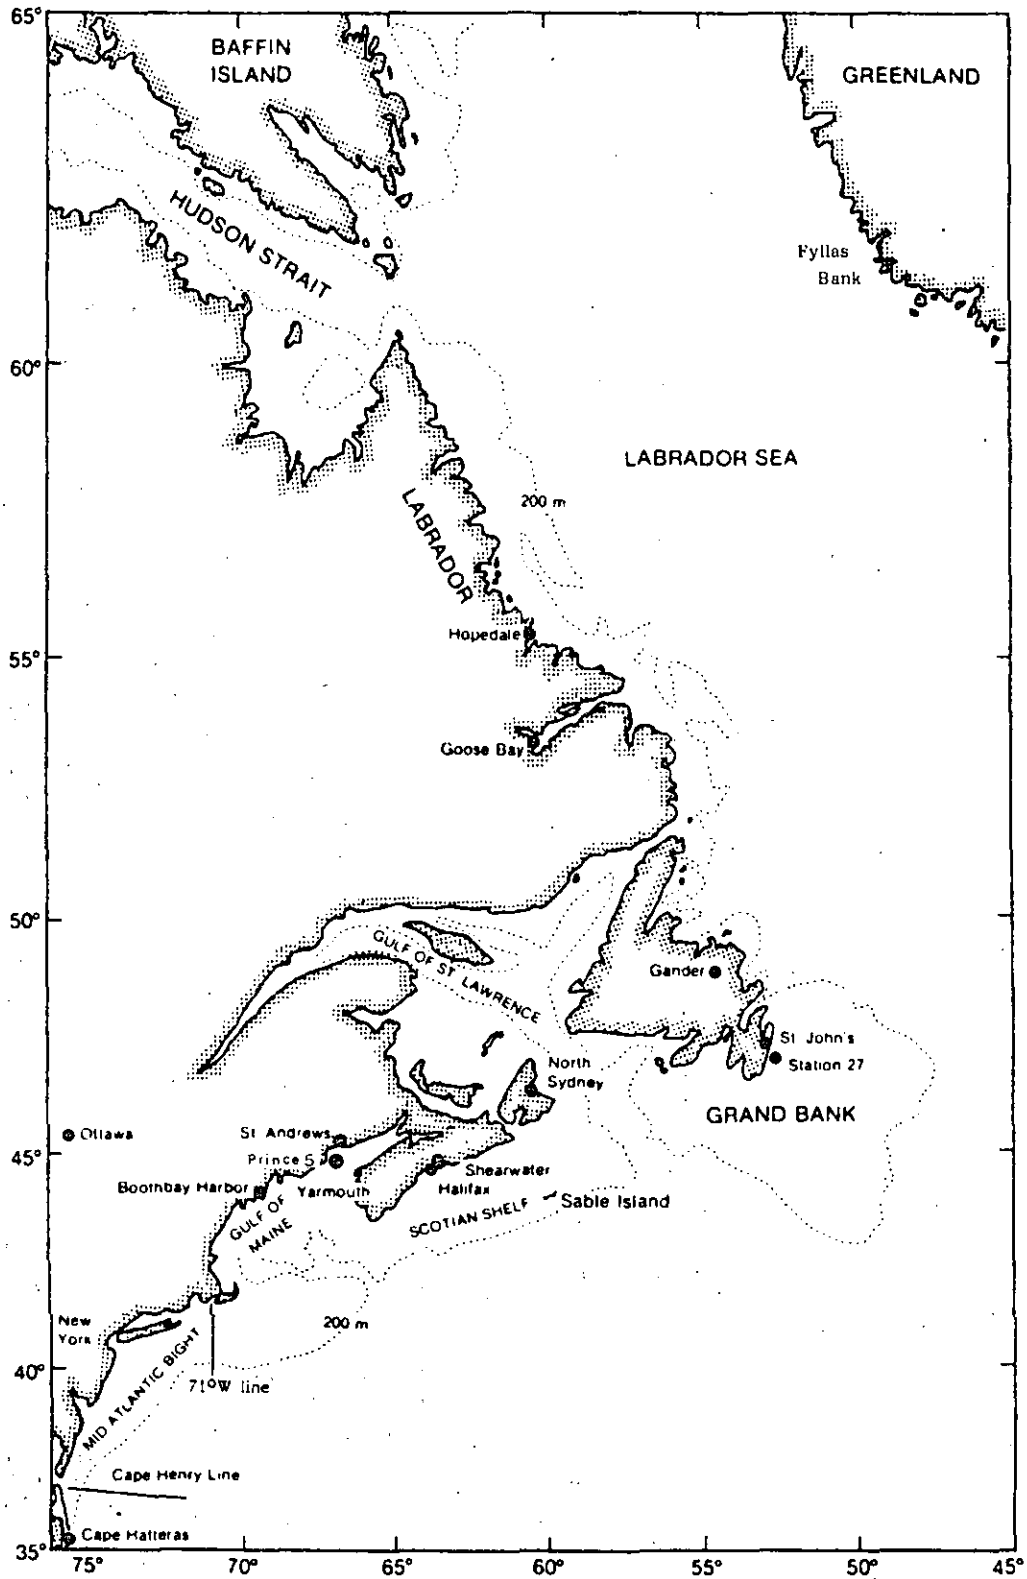 65°
BAFFIN
ISLAND
GREENLAND
HUDSON STRAIT
Fyllas
Bank
60°
LABRADOR SEA
200 m
LABRADOR
Hopedale
55°
Goose Bay
50°
GULF OF ST. LAWRENCE
Gander
St John's
Station 27
North
Sydney
GRAND BANK
Ottawa
St Andrews
45°
Prince 5
Shearwater
Boothbay Harbor
Yarmouth
Halifax
Sable Island
SCOTIAN SHELF
GULF OF
MAINE
New
York
200 m
40°
71°W line
MID ATLANTIC BIGHT
Cape Henry Line
Cape Hatteras
35°
75°
70°
65°
60°
55°
50°
45°